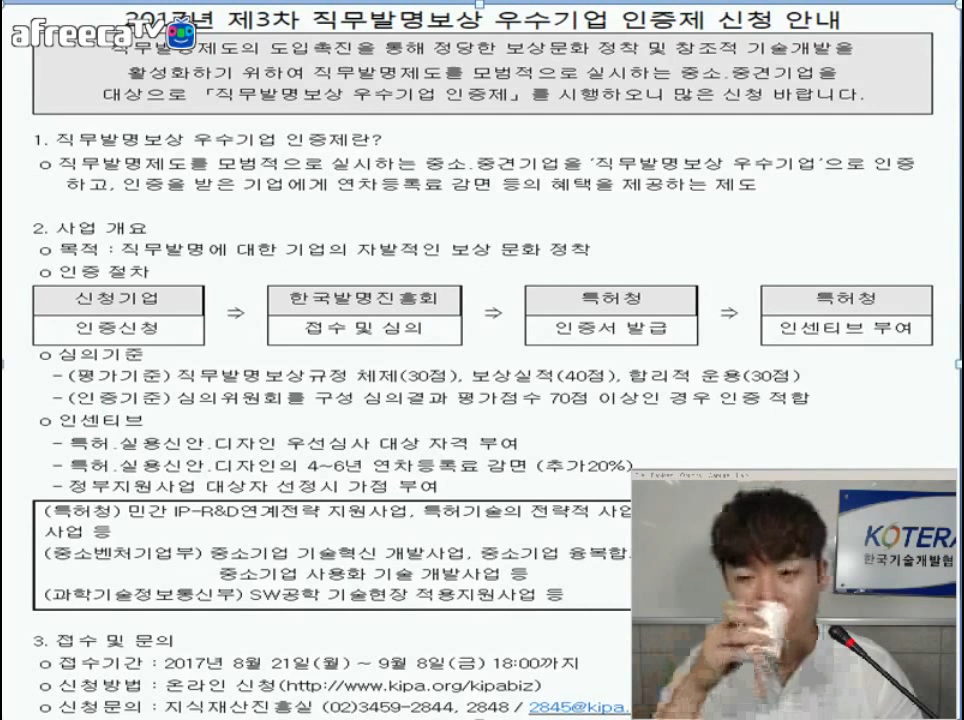 2017년 제3차 직무발명보상 우수기업 인증제 신청 안내
afreecaTV
직무발명제도의 도입촉진을 통해 정당한 보상문화 정착 및 창조적 기술개발을
활성화하기 위하여 직무발명제도를 모범적으로 실시하는 중소.중견기업을
대상으로 「직무발명보상 우수기업 인증제」를 시행하오니 많은 신청 바랍니다.
1. 직무발명보상 우수기업 인증제란?
o 직무발명제도를 모범적으로 실시하는 중소.중견기업을 ‘직무발명보상 우수기업’으로 인증
하고, 인증을 받은 기업에게 연차등록료 감면 등의 혜택을 제공하는 제도
2. 사업 개요
o 목적 : 직무발명에 대한 기업의 자발적인 보상 문화 정착
o 인증 절차
신청기업 ⇒ 한국발명진흥회 ⇒ 특허청 ⇒ 특허청
인증신청 접수 및 심의 인증서 발급 인센티브 부여
o 심의기준
- (평가기준) 직무발명보상규정 체제(30점), 보상실적(40점), 합리적 운용(30점)
- (인증기준) 심의위원회를 구성 심의결과 평가점수 70점 이상인 경우 인증 적합
o 인센티브
- 특허.실용신안.디자인 우선심사 대상 자격 부여
- 특허.실용신안.디자인의 4~6년 연차등록료 감면 (추가20%)
- 정부지원사업 대상자 선정시 가점 부여
(특허청) 민간 IP-R&D연계전략 지원사업, 특허기술의 전략적 사업
사업 등
(중소벤처기업부) 중소기업 기술혁신 개발사업, 중소기업 융복합
중소기업 사용화 기술 개발사업 등
(과학기술정보통신부) SW공학 기술현장 적용지원사업 등
KOTERA
한국기술개발협
3. 접수 및 문의
o 접수기간 : 2017년 8월 21일(월) ~ 9월 8일(금) 18:00까지
o 신청방법 : 온라인 신청(http://www.kipa.org/kipabiz)
o 신청문의 : 지식재산진흥실 (02)3459-2844, 2848 / 2845@kipa.